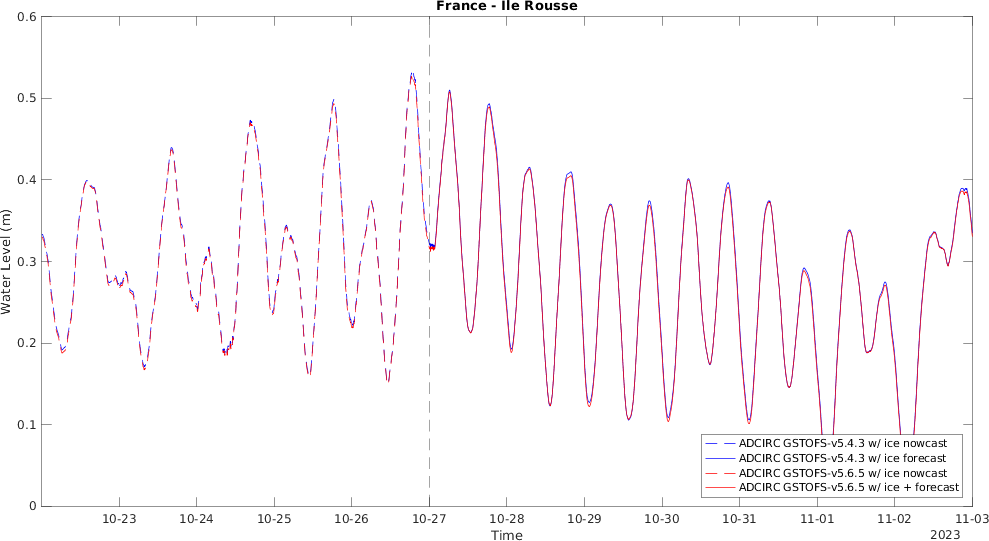 France - Ile Rousse
Water Level (m)
0.6
0.5
0.4
0.3
0.2
0.1
0
ADCIRC GSTOFS-v5.4.3 w/ ice nowcast
ADCIRC GSTOFS-v5.4.3 w/ ice forecast
ADCIRC GSTOFS-v5.6.5 w/ ice nowcast
ADCIRC GSTOFS-v5.6.5 w/ ice + forecast
10-23 10-24 10-25 10-26 10-27 10-28 10-29 10-30 10-31 11-01 11-02 11-03
Time
2023